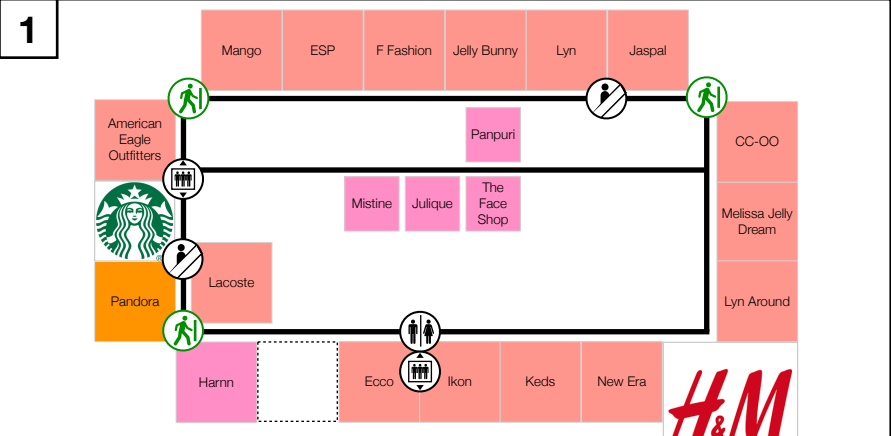 1
Mango
ESP
F Fashion
Jelly Bunny
Lyn
Jaspal
American
Eagle
Outfitters
Panpuri
CC-OO
Mistine
Julique
The
Face
Shop
Melissa Jelly
Dream
Lacoste
Pandora
Lyn Around
Harnn
Ecco
Ikon
Keds
New Era
H&M